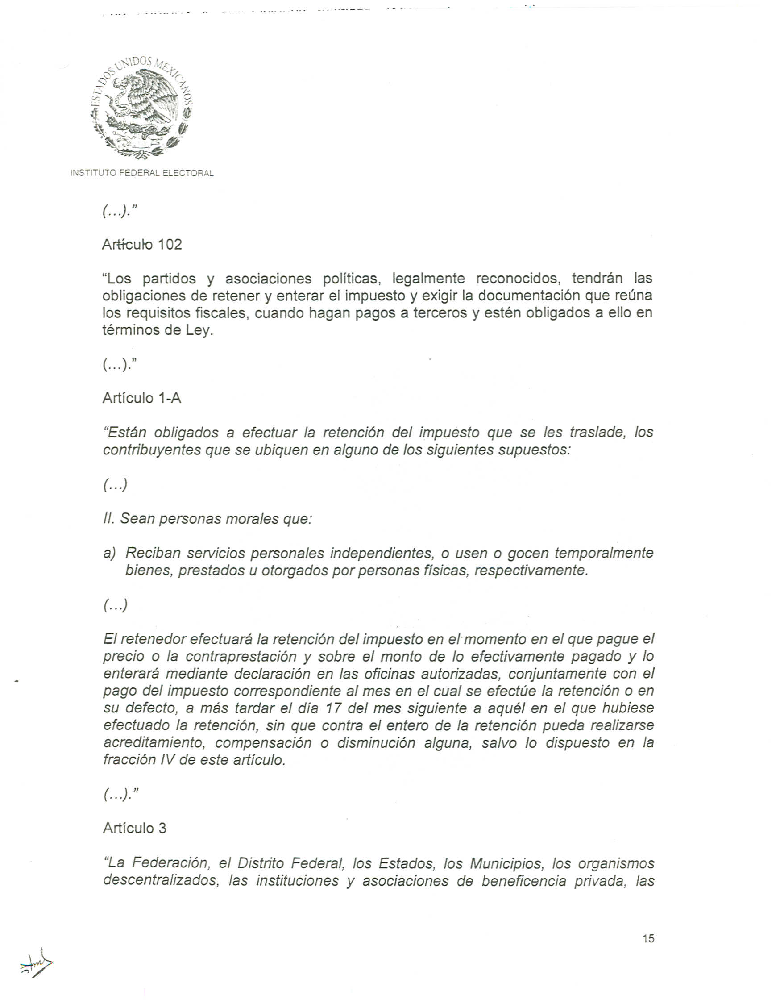 ESTADOS UNIDOS MEXICANOS
INSTITUTO FEDERAL ELECTORAL
(...)."
Artículo 102
“Los partidos y asociaciones políticas, legalmente reconocidos, tendrán las
obligaciones de retener y enterar el impuesto y exigir la documentación que reúna
los requisitos fiscales, cuando hagan pagos a terceros y estén obligados a ello en
términos de Ley.
(...).”
Artículo 1-A
“Están obligados a efectuar la retención del impuesto que se les traslade, los
contribuyentes que se ubiquen en alguno de los siguientes supuestos:
(...)
II. Sean personas morales que:
a) Reciban servicios personales independientes, o usen o gocen temporalmente
bienes, prestados u otorgados por personas físicas, respectivamente.
(...)
El retenedor efectuará la retención del impuesto en el momento en el que pague el
precio o la contraprestación y sobre el monto de lo efectivamente pagado y lo
enterará mediante declaración en las oficinas autorizadas, conjuntamente con el
pago del impuesto correspondiente al mes en el cual se efectúe la retención o en
su defecto, a más tardar el día 17 del mes siguiente a aquél en el que hubiese
efectuado la retención, sin que contra el entero de la retención pueda realizarse
acreditamiento, compensación o disminución alguna, salvo lo dispuesto en la
fracción IV de este artículo.
(...).”
Artículo 3
“La Federación, el Distrito Federal, los Estados, los Municipios, los organismos
descentralizados, las instituciones y asociaciones de beneficencia privada, las
15